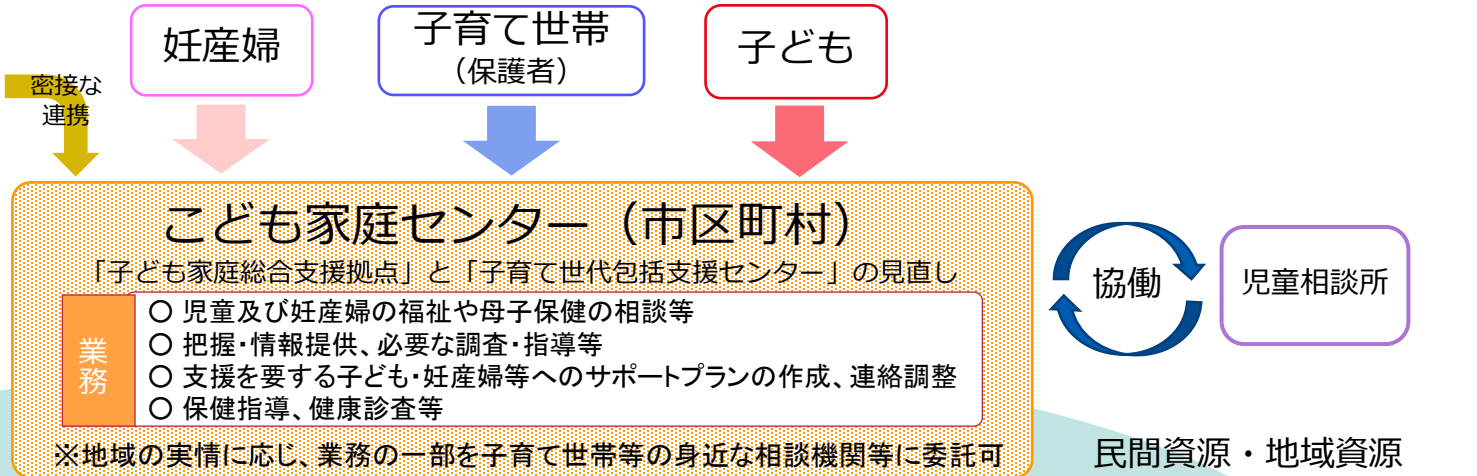 妊産婦
子育て世帯
（保護者）
子ども
密接な
連携
こども家庭センター（市区町村）
「子ども家庭総合支援拠点」と「子育て世代包括支援センター」の見直し
業務
○ 児童及び妊産婦の福祉や母子保健の相談等
○ 把握・情報提供、必要な調査・指導等
○ 支援を要する子ども・妊産婦等へのサポートプランの作成、連絡調整
○ 保健指導、健康診査等
※地域の実情に応じ、業務の一部を子育て世帯等の身近な相談機関等に委託可
協働
児童相談所
民間資源・地域資源